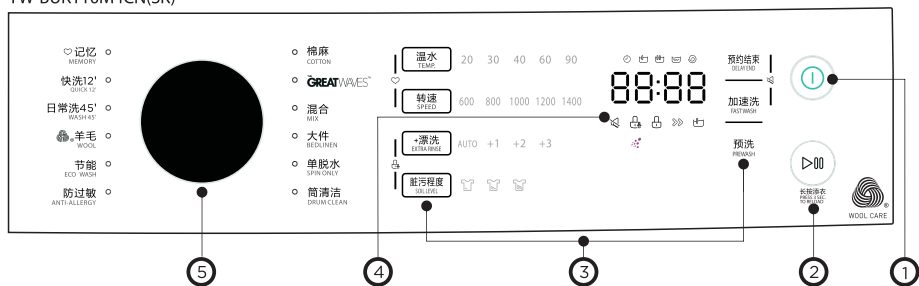 ♡记忆
MEMORY
快洗12'
QUICK 12'
日常洗45'
WASH 45'
羊毛
WOOL
节能
ECO WASH
防过敏
ANTI-ALLERGY
棉麻
COTTON
THE GREATWAVES™
混合
MIX
大件
BEDLINEN
单脱水
SPIN ONLY
筒清洁
DRUM CLEAN
温水 20 30 40 60 90
TEMP.
转速 600 800 1000 1200 1400
SPEED
+漂洗 AUTO +1 +2 +3
EXTRA RINSE
脏污程度
SOIL LEVEL
88:88
预约结束
DELAY END
加速洗
FAST WASH
预洗
PREWASH
长按添衣
PRESS 3 SEC.
TO RELOAD
WOOL CARE
5 4 3 2 1